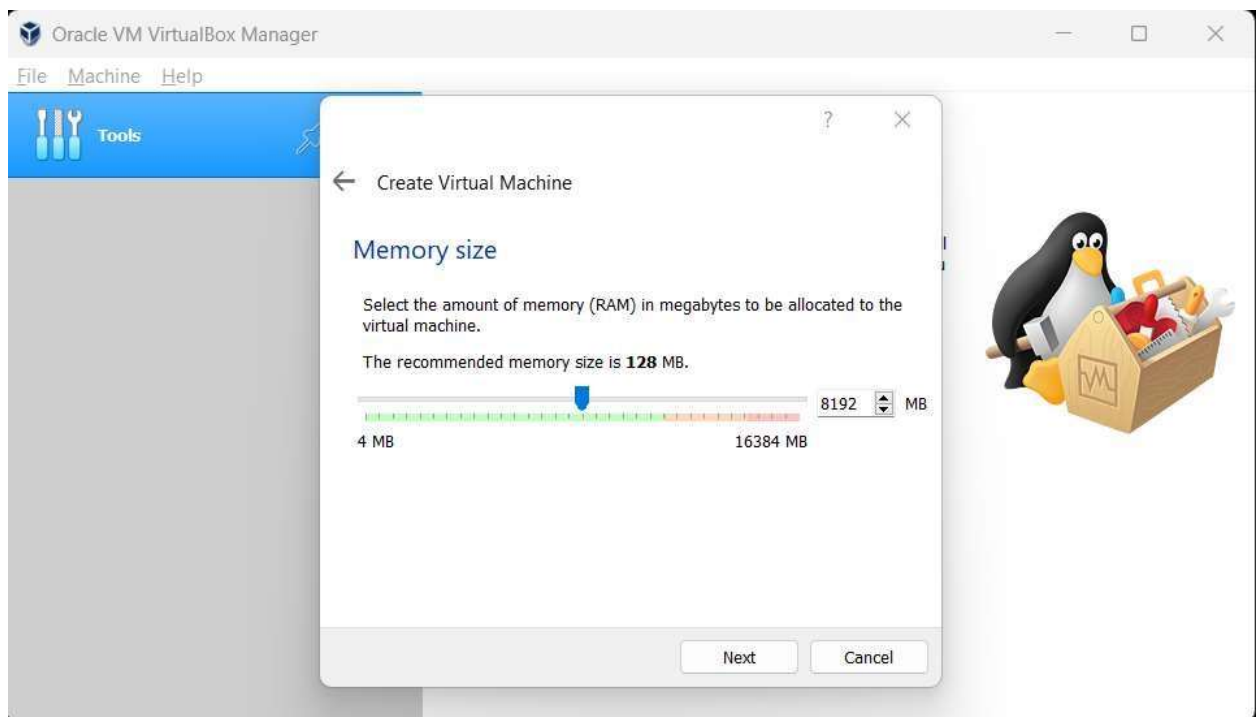 Oracle VM VirtualBox Manager
File Machine Help
Tools
?
Create Virtual Machine
Memory size
Select the amount of memory (RAM) in megabytes to be allocated to the
virtual machine.
The recommended memory size is 128 MB.
8192 MB
4 MB 16384 MB
Next Cancel